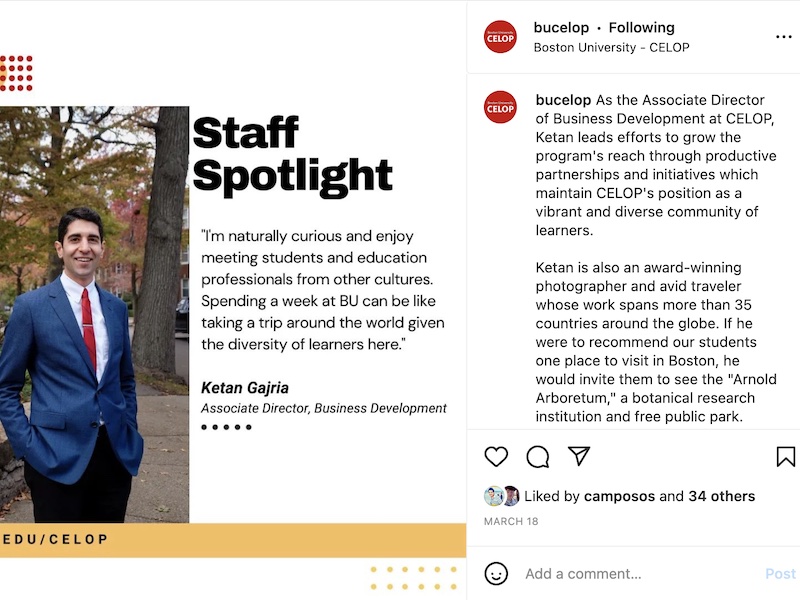 Staff
Spotlight
"I'm naturally curious and enjoy
meeting students and education
professionals from other cultures.
Spending a week at BU can be like
taking a trip around the world given
the diversity of learners here."
Ketan Gajria
Associate Director, Business Development
EDU/CELOP
Boston University
CELOP
bucelop • Following
Boston University - CELOP
Boston University
CELOP
bucelop As the Associate Director
of Business Development at CELOP,
Ketan leads efforts to grow the
program's reach through productive
partnerships and initiatives which
maintain CELOP's position as a
vibrant and diverse community of
learners.
Ketan is also an award-winning
photographer and avid traveler
whose work spans more than 35
countries around the globe. If he
were to recommend our students
one place to visit in Boston, he
would invite them to see the "Arnold
Arboretum," a botanical research
institution and free public park.
Liked by camposos and 34 others
MARCH 18
Add a comment...
Post